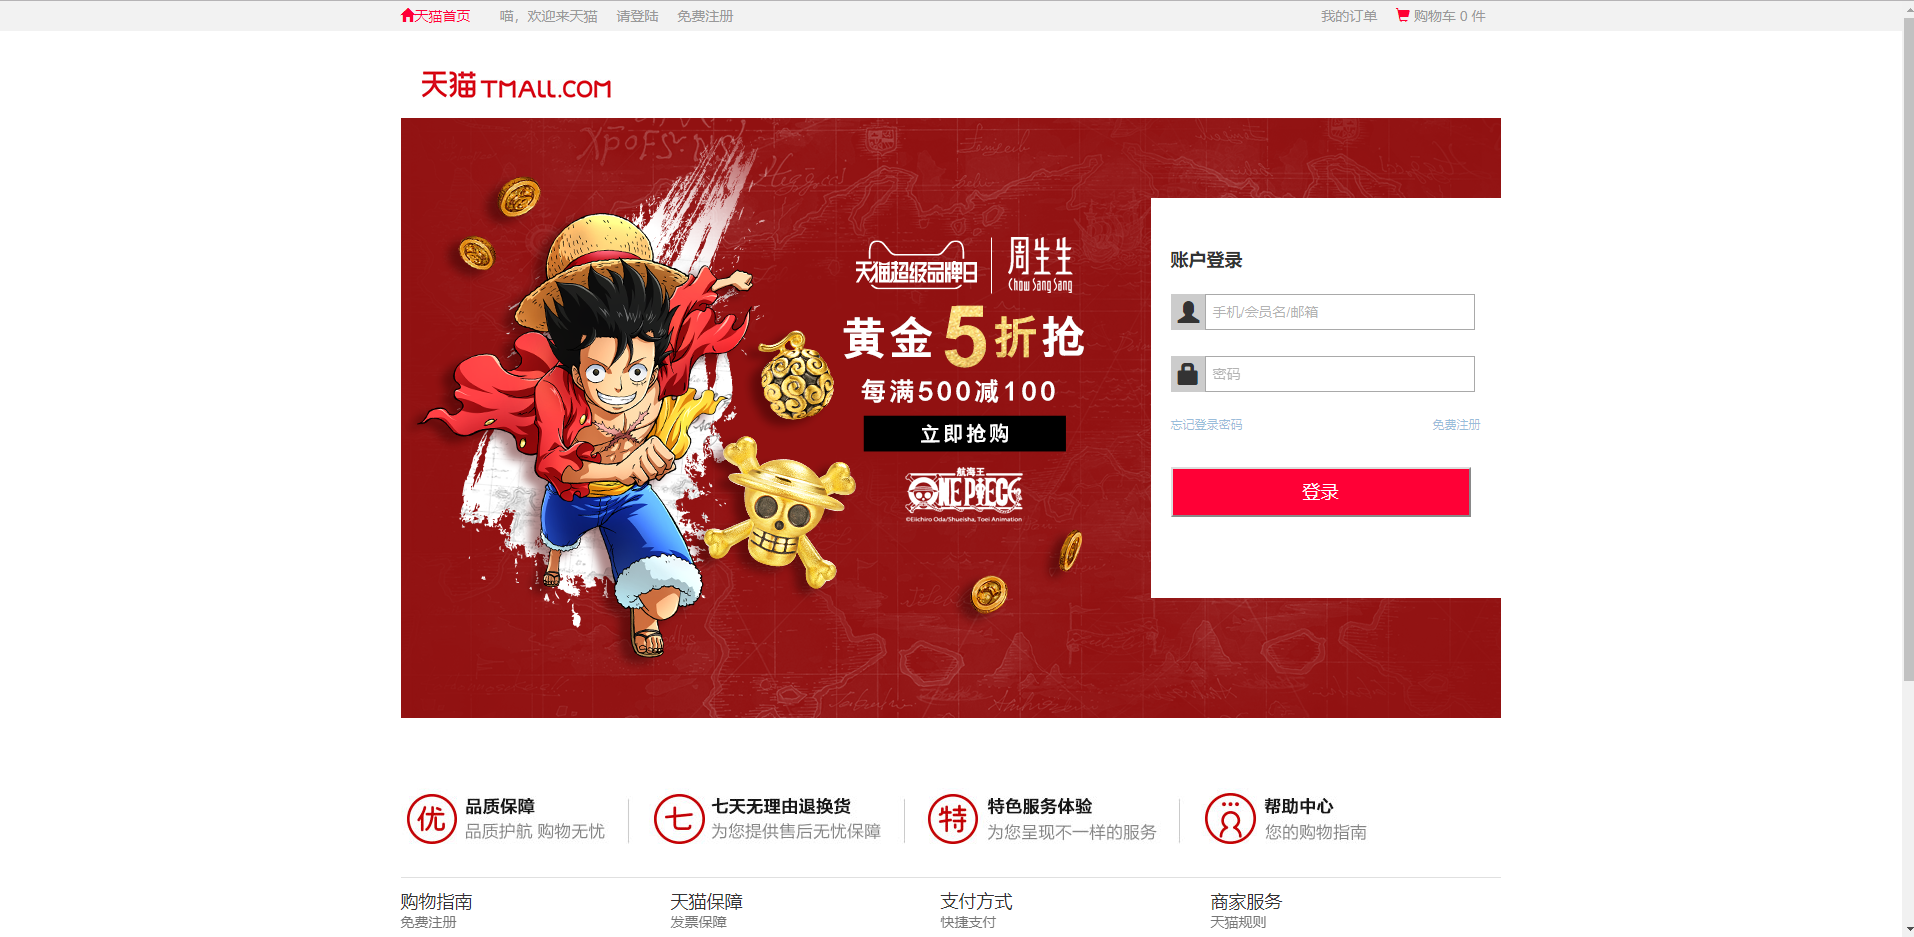 天猫首页 喵，欢迎来天猫 请登陆 免费注册 我的订单 购物车 0 件
天猫 TMALL.COM
天猫超级品牌日 周生生
Chow Sang Sang
黄金5折抢
每满500减100
立即抢购
航海王
ONE PIECE
©Eiichiro Oda/Shueisha, Toei Animation
账户登录
手机/会员名/邮箱
密码
忘记登录密码 免费注册
登录
优 品质保障
品质护航 购物无忧
七 七天无理由退换货
为您提供售后无忧保障
特 特色服务体验
为您呈现不一样的服务
帮助中心
您的购物指南
购物指南 天猫保障 支付方式 商家服务
免费注册 发票保障 快捷支付 天猫规则